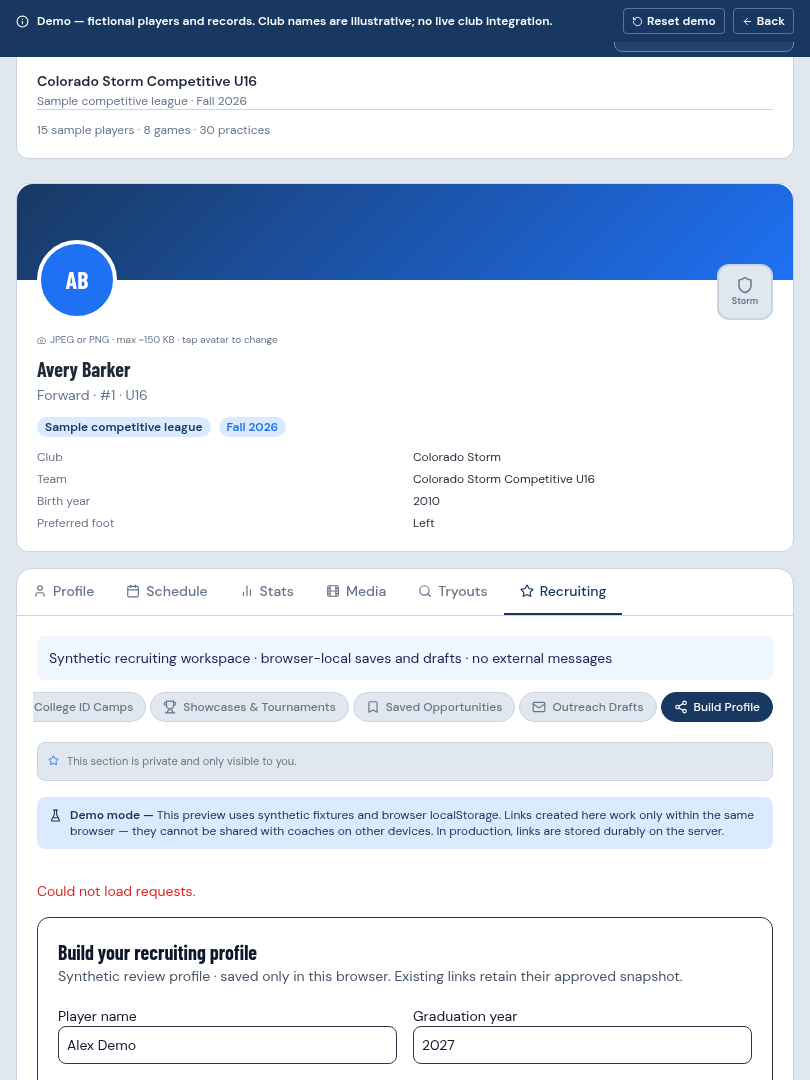 Demo — fictional players and records. Club names are illustrative; no live club integration.
Reset demo
Back
Colorado Storm Competitive U16
Sample competitive league · Fall 2026
15 sample players · 8 games · 30 practices
AB
Storm
JPEG or PNG · max ~150 KB · tap avatar to change
Avery Barker
Forward · #1 · U16
Sample competitive league
Fall 2026
Club
Colorado Storm
Team
Colorado Storm Competitive U16
Birth year
2010
Preferred foot
Left
Profile
Schedule
Stats
Media
Tryouts
Recruiting
Synthetic recruiting workspace · browser-local saves and drafts · no external messages
College ID Camps
Showcases & Tournaments
Saved Opportunities
Outreach Drafts
Build Profile
This section is private and only visible to you.
Demo mode — This preview uses synthetic fixtures and browser localStorage. Links created here work only within the same
browser — they cannot be shared with coaches on other devices. In production, links are stored durably on the server.
Could not load requests.
Build your recruiting profile
Synthetic review profile · saved only in this browser. Existing links retain their approved snapshot.
Player name
Graduation year
Alex Demo
2027